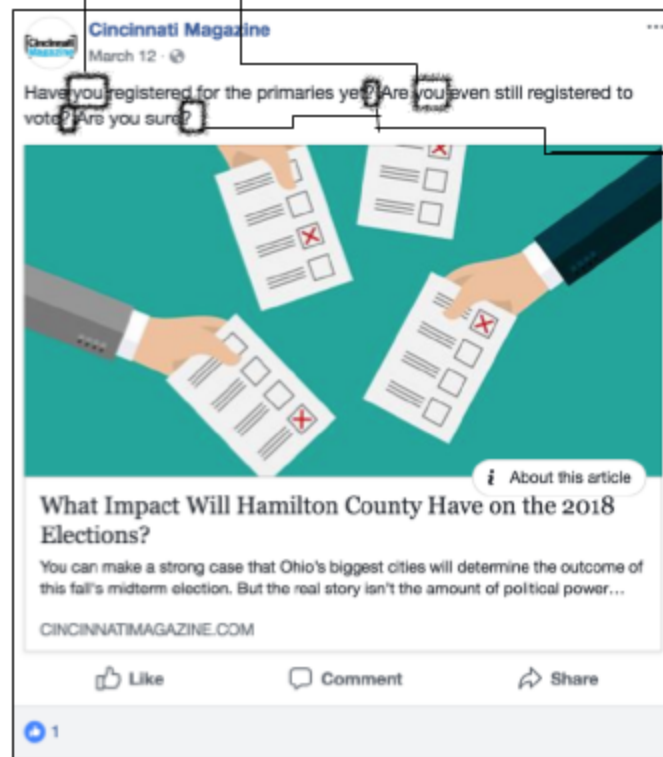 Cincinnati Magazine
Cincinnati
Magazine
March 12 ·
Have you registered for the primaries yet? Are you even still registered to
vote? Are you sure?
i About this article
What Impact Will Hamilton County Have on the 2018
Elections?
You can make a strong case that Ohio's biggest cities will determine the outcome of
this fall's midterm election. But the real story isn't the amount of political power...
CINCINNATIMAGAZINE.COM
Like Comment Share
1